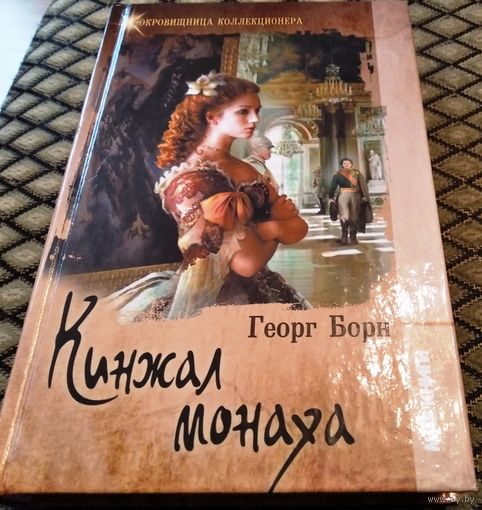 СОКРОВИЩНИЦА КОЛЛЕКЦИОНЕРА
Георг Борн
Кинжал
монаха